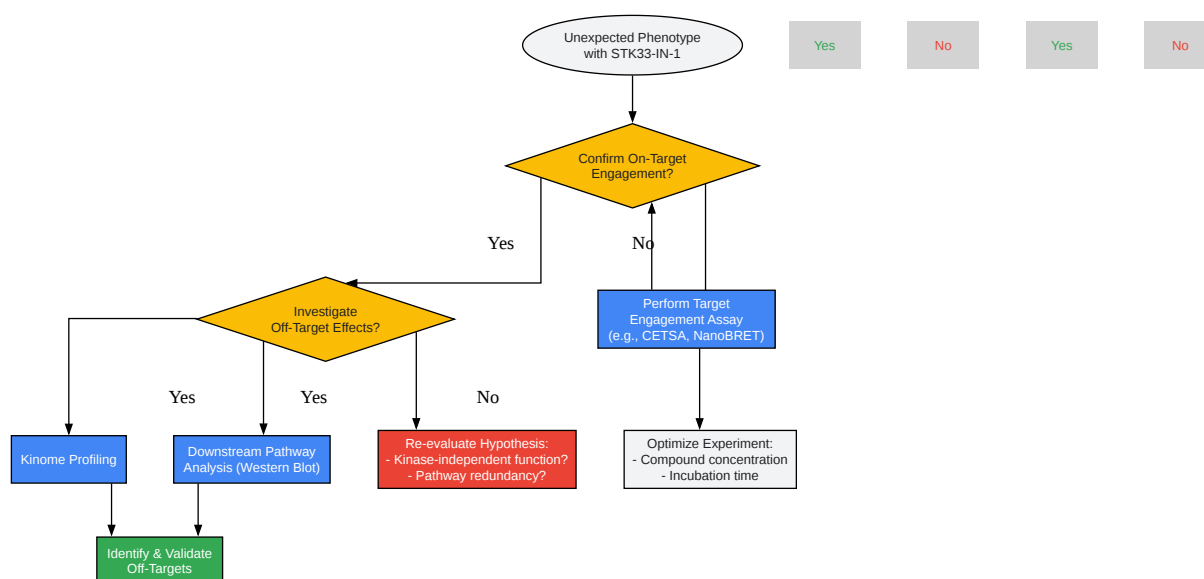 Unexpected Phenotype
with STK33-IN-1
Yes
No
Yes
No
Confirm On-Target
Engagement?
Yes
No
Investigate
Off-Target Effects?
Perform Target
Engagement Assay
(e.g., CETSA, NanoBRET)
Yes
Yes
No
Kinome Profiling
Downstream Pathway
Analysis (Western Blot)
Re-evaluate Hypothesis:
- Kinase-independent function?
- Pathway redundancy?
Optimize Experiment:
- Compound concentration
- Incubation time
Identify & Validate
Off-Targets